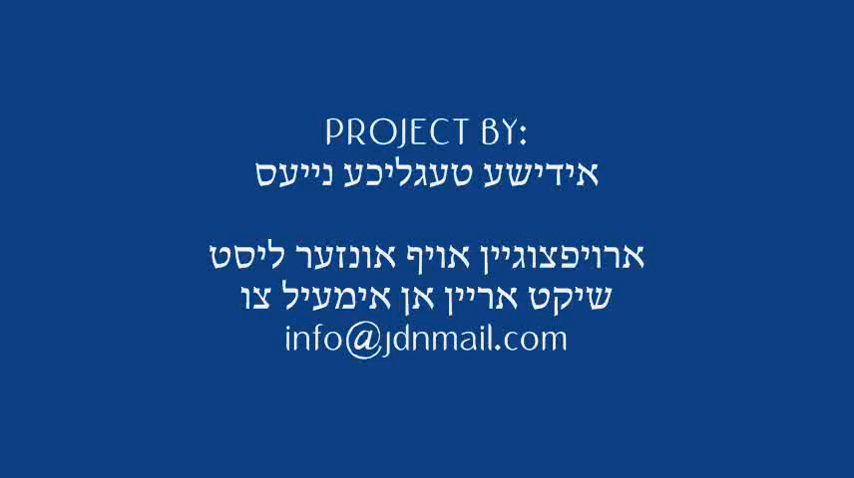 PROJECT BY:
אידישע טעגליכע נייעס
ארויפצוגיין אויף אונזער ליסט
שיקט אריין אן אימעיל צו
info@jdnmail.com